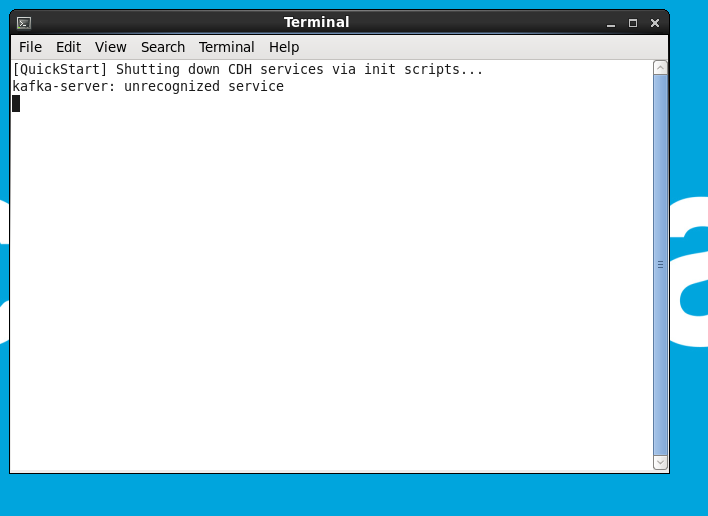 Terminal
File Edit View Search Terminal Help
[QuickStart] Shutting down CDH services via init scripts...
kafka-server: unrecognized service
a